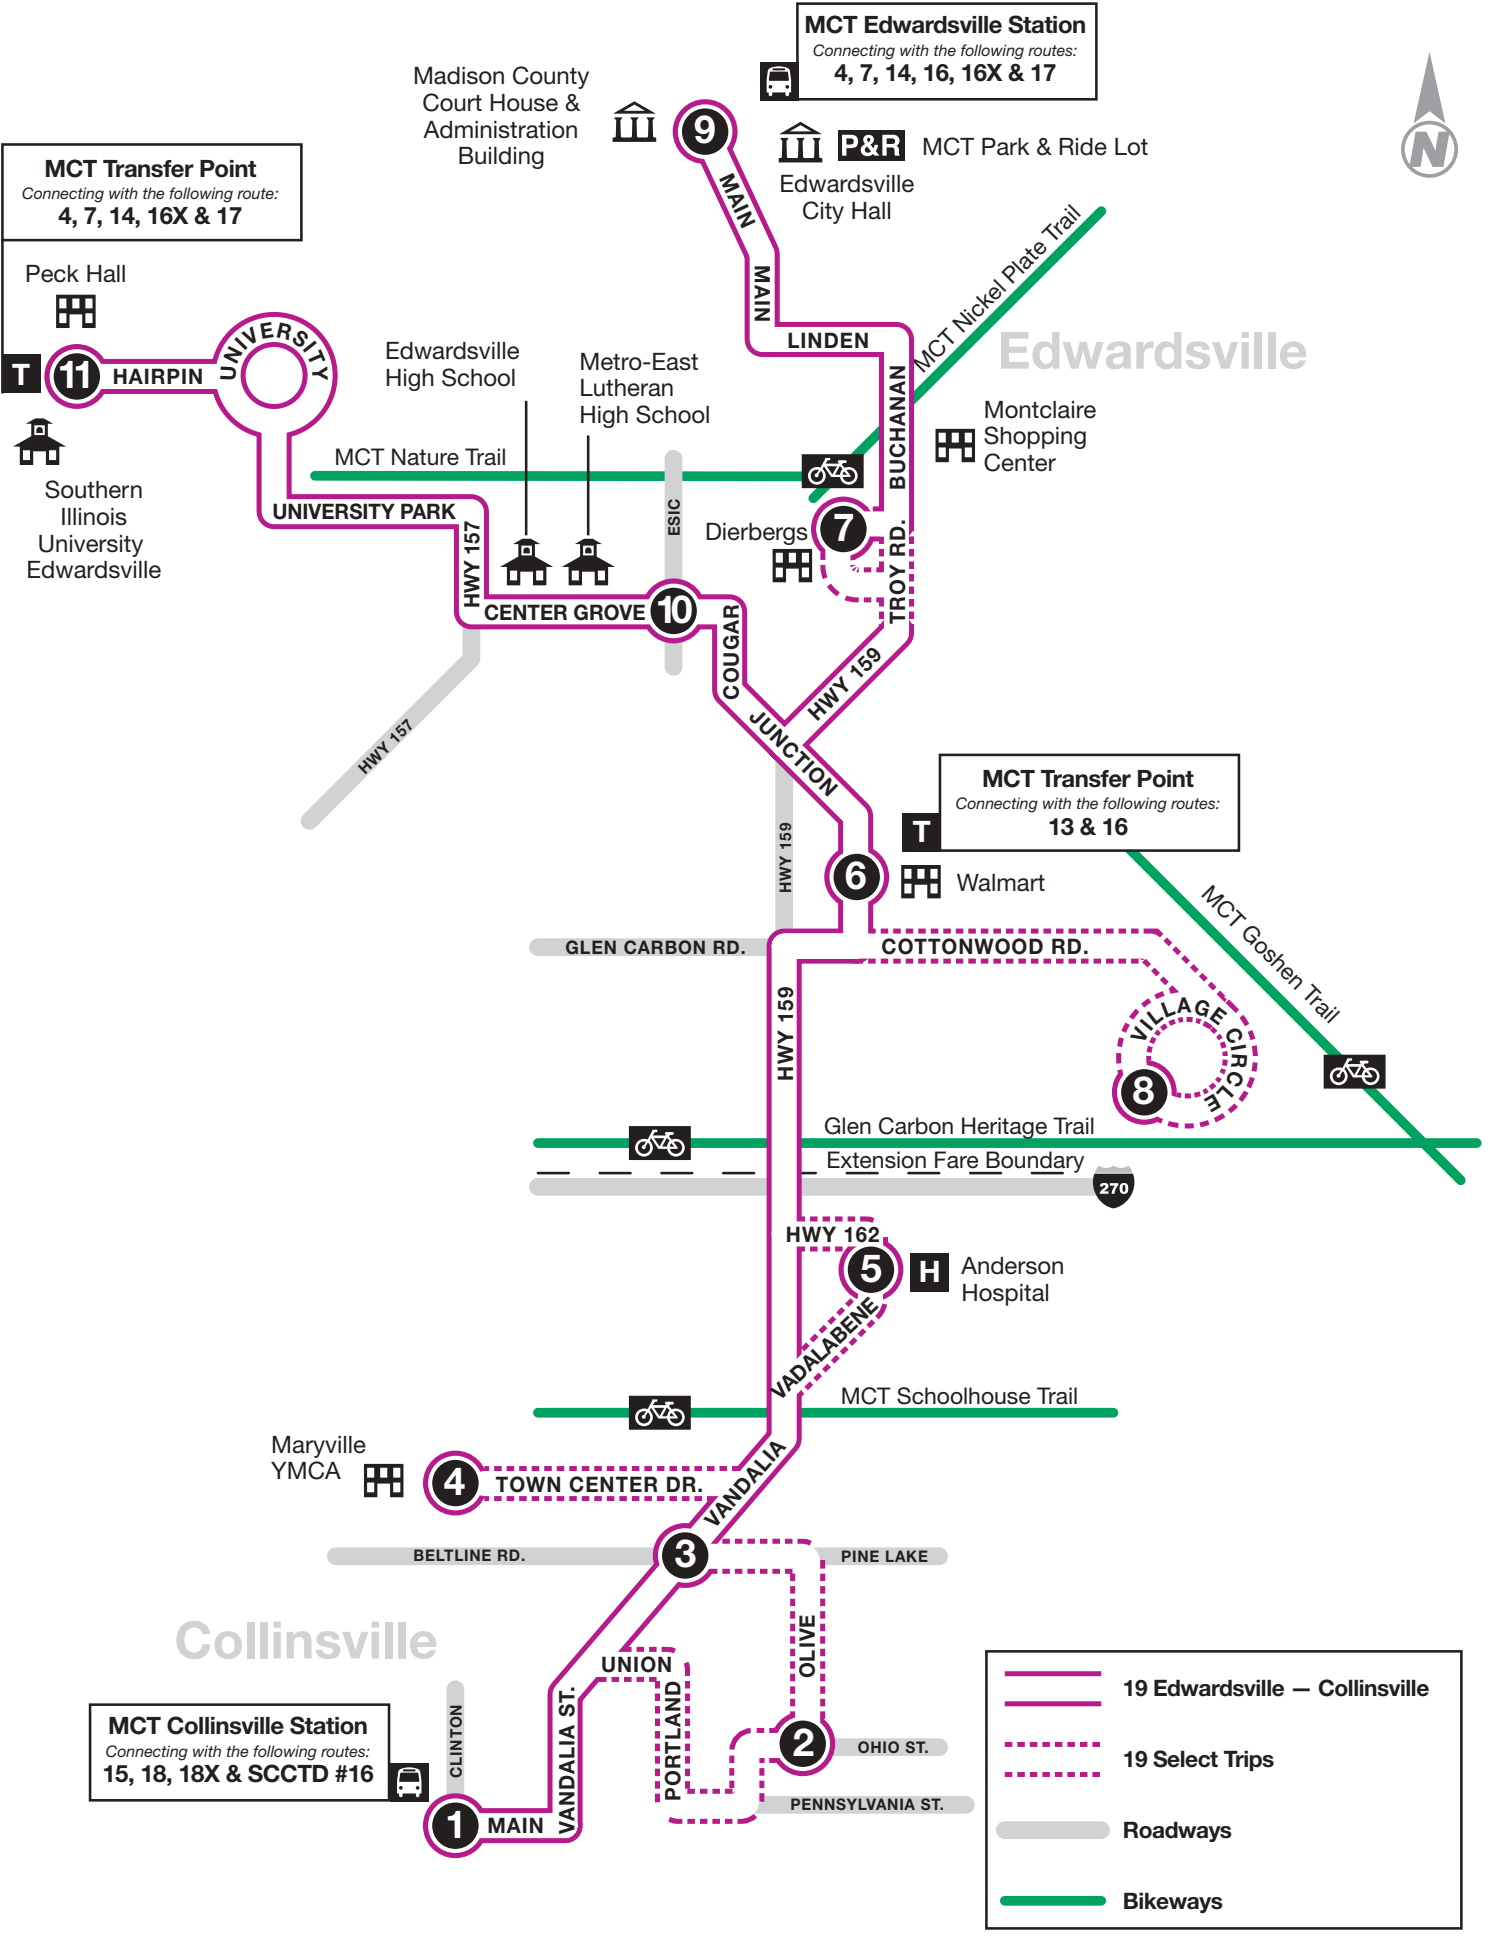 MCT Edwardsville Station
Connecting with the following routes:
4, 7, 14, 16, 16X & 17
Madison County
Court House &
Administration
Building
9
P&R
MCT Park & Ride Lot
Edwardsville
City Hall
N
MCT Transfer Point
Connecting with the following route:
4, 7, 14, 16X & 17
MAIN
MAIN
LINDEN
MCT Nickel Plate Trail
Edwardsville
Peck Hall
T
11
HAIRPIN
UNIVERSITY
Edwardsville
High School
Metro-East
Lutheran
High School
BUCHANAN
Montclaire
Shopping
Center
MCT Nature Trail
Southern
Illinois
University
Edwardsville
UNIVERSITY PARK
HWY 157
ESIC
Dierbergs
7
TROY RD.
CENTER GROVE
10
COUGAR
HWY 159
JUNCTION
HWY 157
MCT Transfer Point
Connecting with the following routes:
13 & 16
T
HWY 159
6
Walmart
MCT Goshen Trail
GLEN CARBON RD.
COTTONWOOD RD.
HWY 159
VILLAGE CIRCLE
8
Glen Carbon Heritage Trail
Extension Fare Boundary
270
HWY 162
5
H
Anderson
Hospital
VADALABENE
MCT Schoolhouse Trail
Maryville
YMCA
4
TOWN CENTER DR.
VANDALIA
BELTLINE RD.
3
PINE LAKE
Collinsville
OLIVE
UNION
PORTLAND
2
OHIO ST.
PENNSYLVANIA ST.
MCT Collinsville Station
Connecting with the following routes:
15, 18, 18X & SCCTD #16
CLINTON
1
MAIN
VANDALIA ST.
19 Edwardsville — Collinsville
19 Select Trips
Roadways
Bikeways